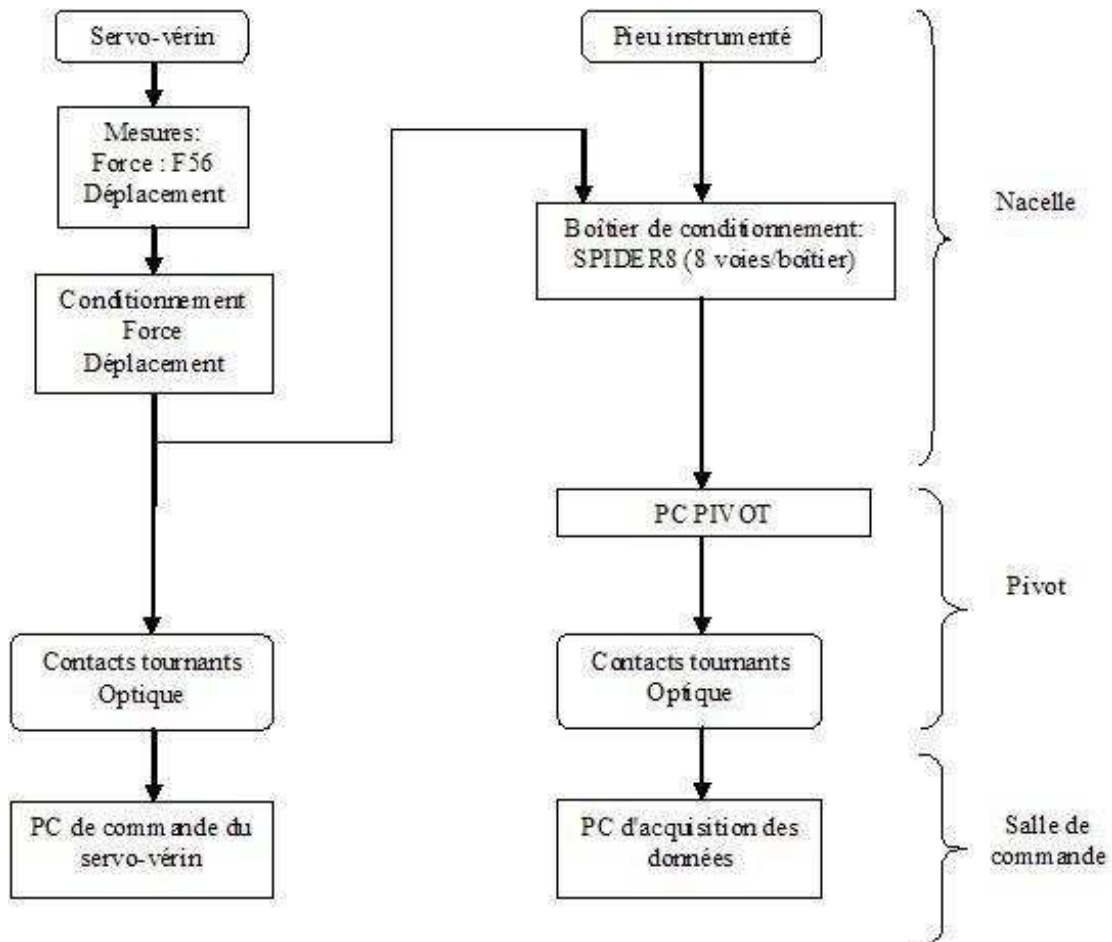 Servo-vérin
Mesures:
Force : F56
Déplacement
Conditionnement
Force
Déplacement
Contacts tournants
Optique
PC de commande du
servo-vérin
Pieu instrumenté
Boîtier de conditionnement:
SPIDER8 (8 voies/boîtier)
PC PIVOT
Contacts tournants
Optique
PC d'acquisition des
données
Nacelle
Pivot
Salle de
commande